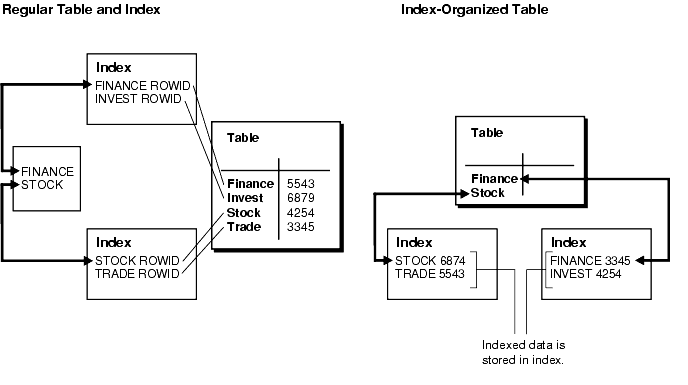 Regular Table and Index
Index-Organized Table
Index
FINANCE ROWID
INVEST ROWID
FINANCE
STOCK
Index
STOCK ROWID
TRADE ROWID
Table
Finance 5543
Invest 6879
Stock 4254
Trade 3345
Table
Finance
Stock
Index
STOCK 6874
TRADE 5543
Index
FINANCE 3345
INVEST 4254
Indexed data is
stored in index.